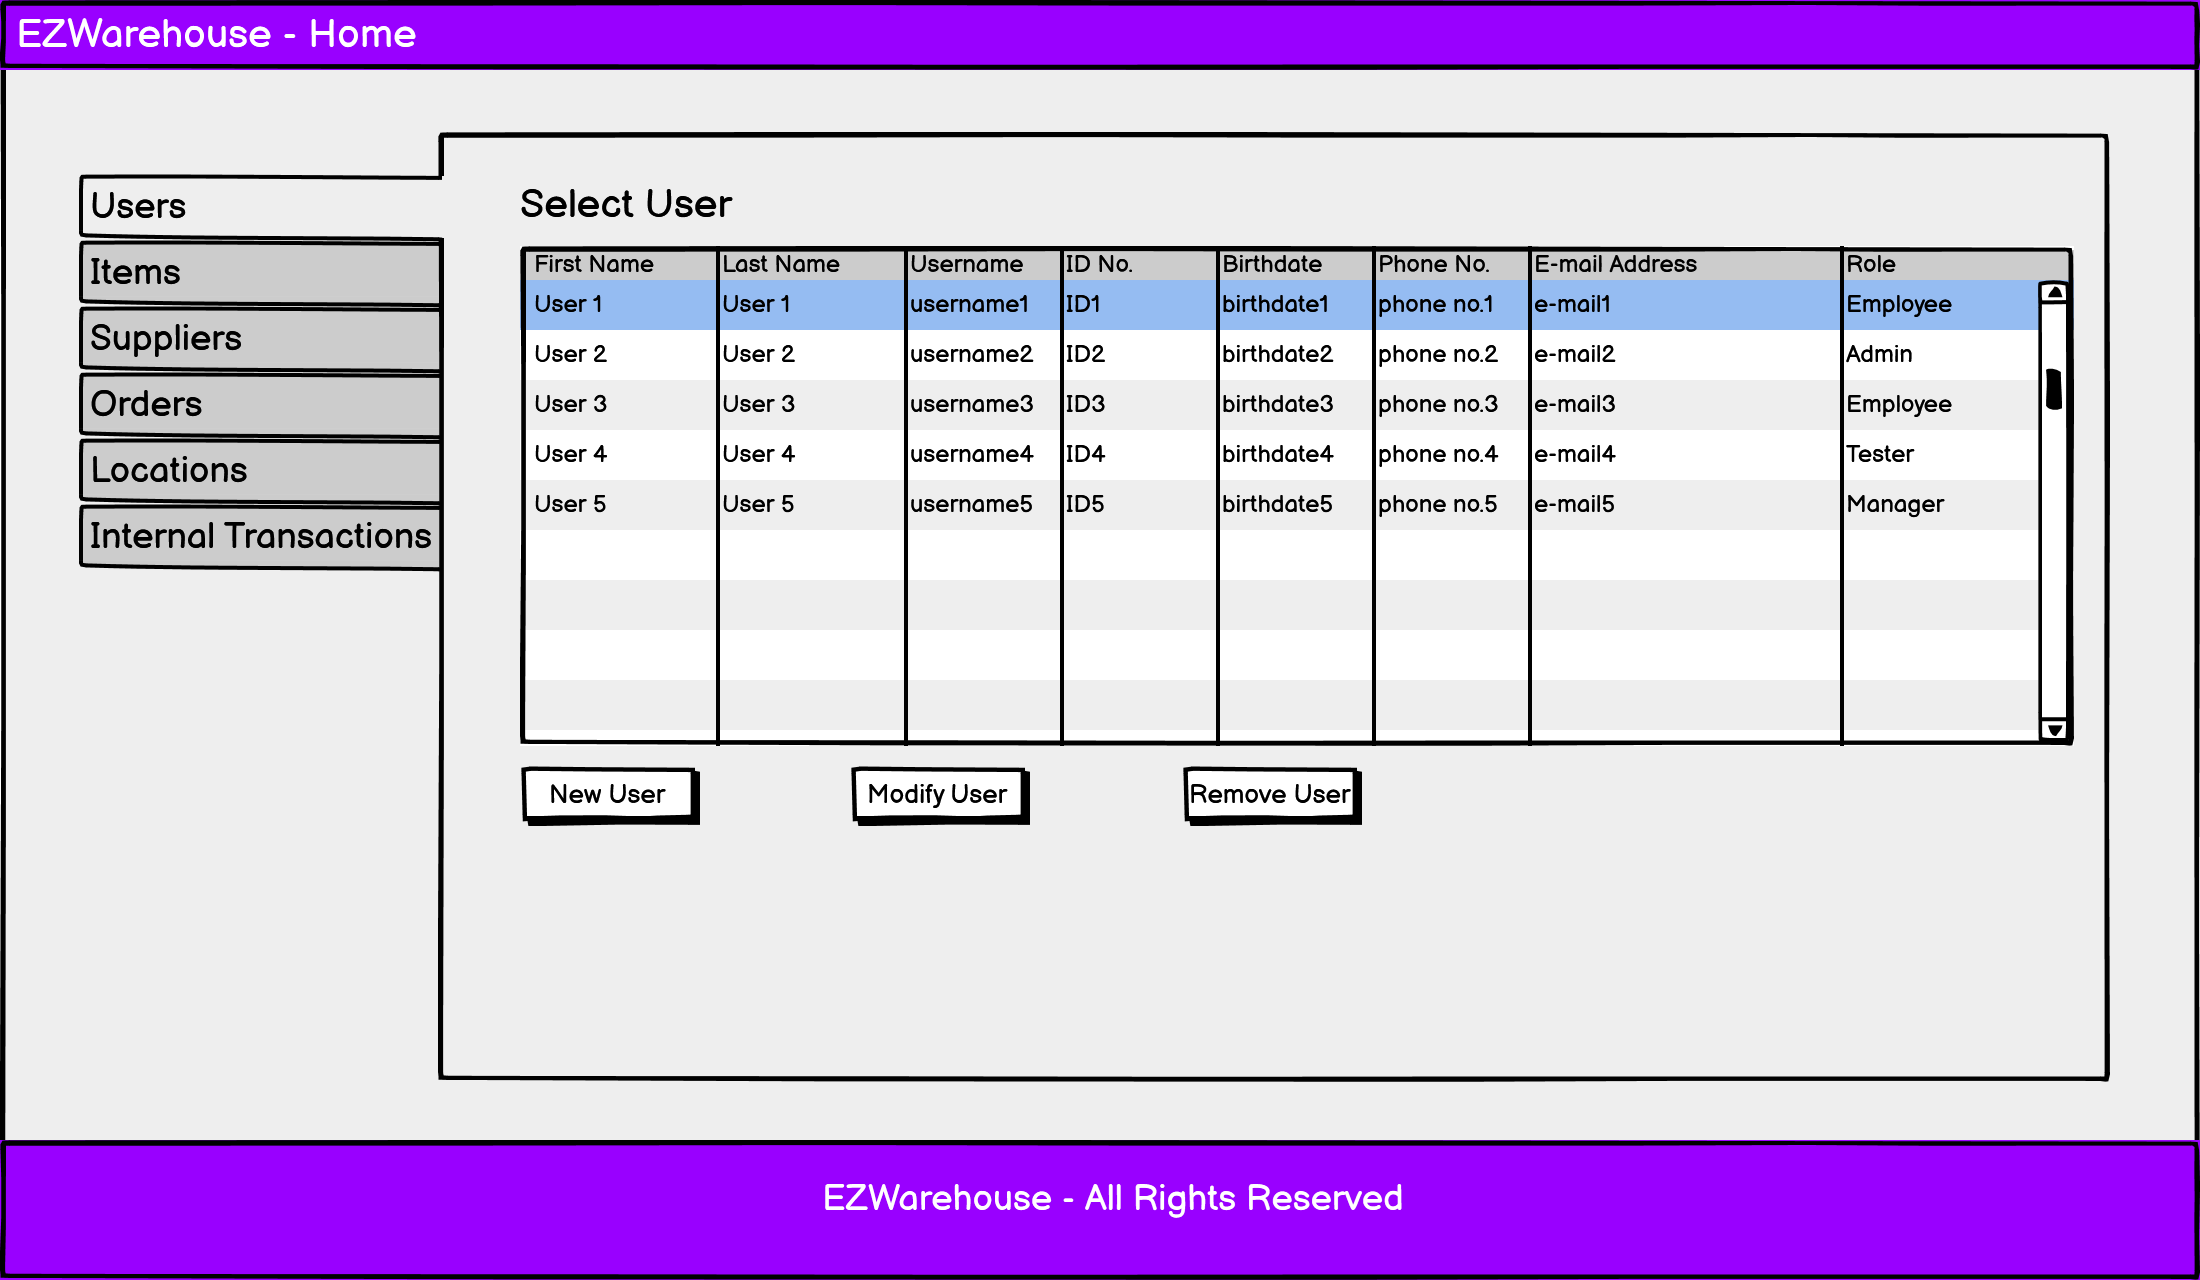 EZWarehouse - Home
Users
Items
Suppliers
Orders
Locations
Internal Transactions
Select User
First Name Last Name Username ID No. Birthdate Phone No. E-mail Address Role
User 1 User 1 username1 ID1 birthdate1 phone no.1 e-mail1 Employee
User 2 User 2 username2 ID2 birthdate2 phone no.2 e-mail2 Admin
User 3 User 3 username3 ID3 birthdate3 phone no.3 e-mail3 Employee
User 4 User 4 username4 ID4 birthdate4 phone no.4 e-mail4 Tester
User 5 User 5 username5 ID5 birthdate5 phone no.5 e-mail5 Manager
New User Modify User Remove User
EZWarehouse - All Rights Reserved